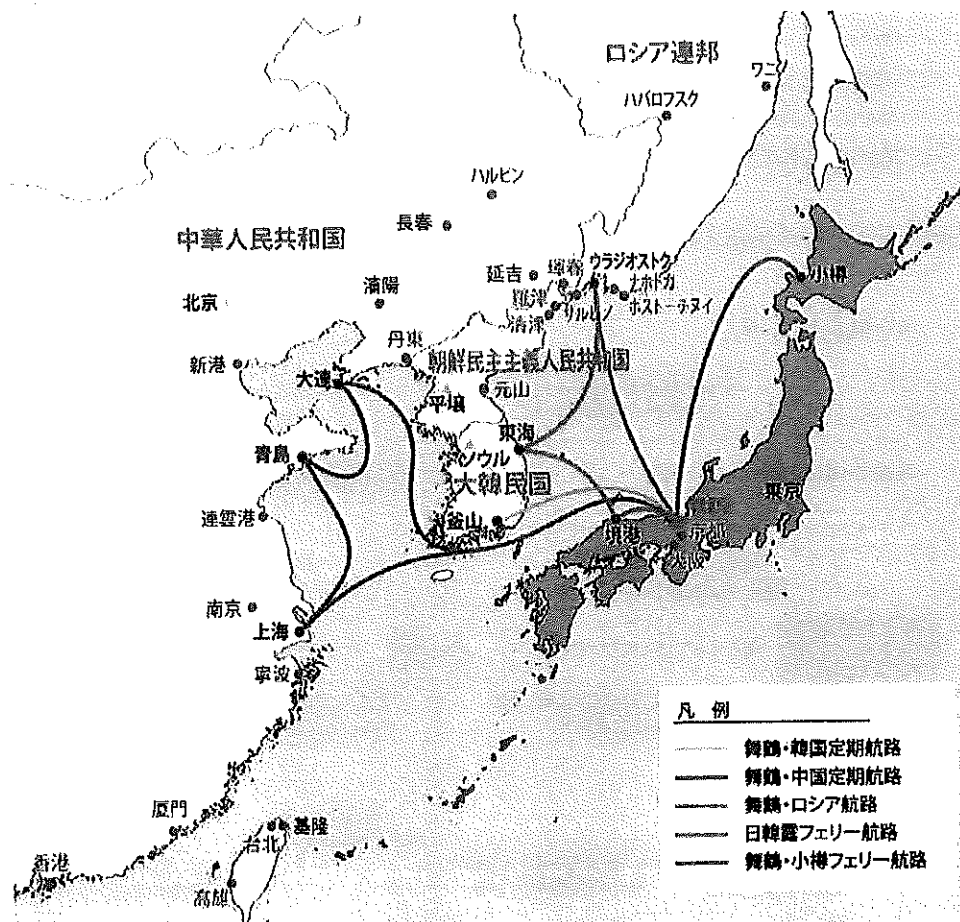 ロシア連邦
ワニノ
ハバロフスク
ハルビン
長春
中華人民共和国
ウラジオストク
琿春
延吉
ナホトカ
小樽
北京
瀋陽
羅津
ザルビノ
ボストーチヌイ
清津
丹東
新港
朝鮮民主主義人民共和国
大連
元山
平壌
東海
青島
ソウル
大韓民国
東京
釜山
連雲港
境港
京都
大阪
南京
上海
寧波
凡 例
舞鶴・韓国定期航路
舞鶴・中国定期航路
舞鶴・ロシア航路
日韓露フェリー航路
舞鶴・小樽フェリー航路
厦門
基隆
台北
香港
高雄